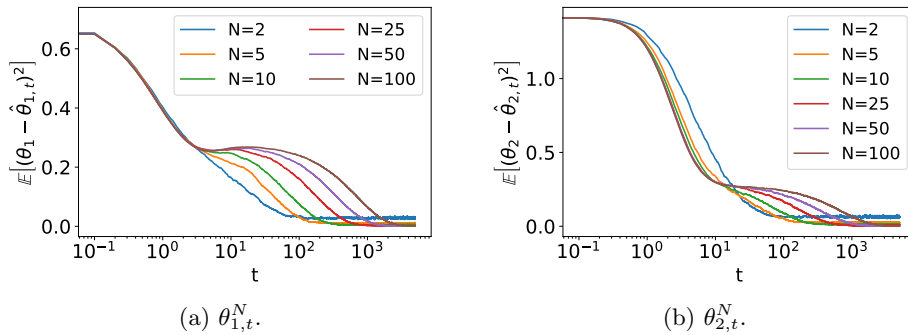 𝔼[(θ₁ − θ̂₁,ₜ)²]
0.6
0.4
0.2
0.0
N=2
N=5
N=10
N=25
N=50
N=100
10⁻¹ 10⁰ 10¹ 10² 10³
t
(a) θ^N_{1,t}.
𝔼[(θ₂ − θ̂₂,ₜ)²]
1.0
0.5
0.0
N=2
N=5
N=10
N=25
N=50
N=100
10⁻¹ 10⁰ 10¹ 10² 10³
t
(b) θ^N_{2,t}.